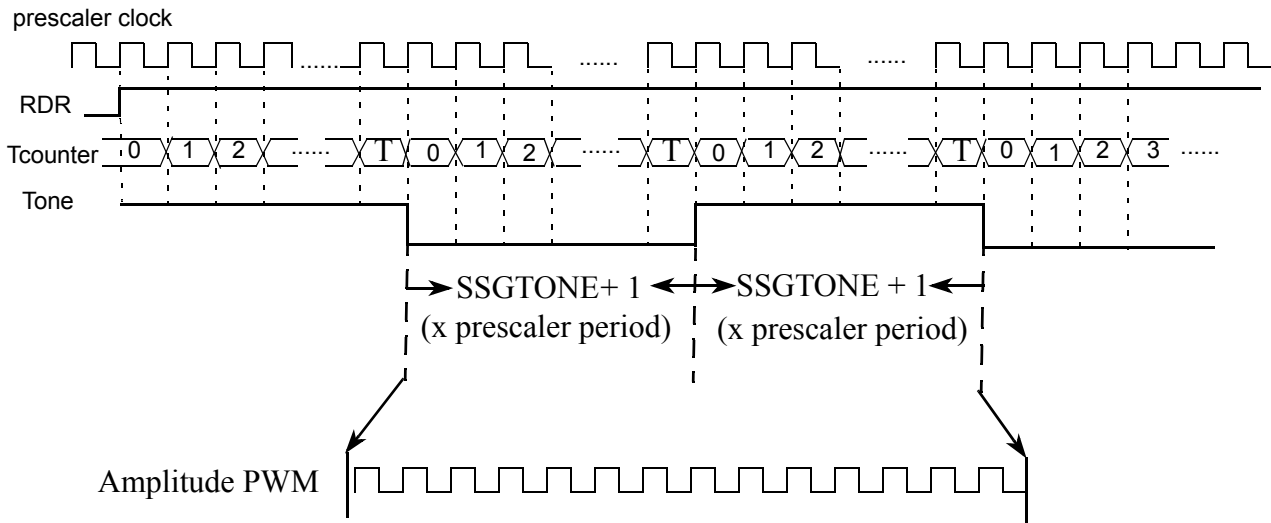 prescaler clock
...... ...... ......
RDR
Tcounter 0 1 2 ...... T 0 1 2 ...... T 0 1 2 ...... T 0 1 2 3 ......
Tone
SSGTONE+ 1 SSGTONE + 1
(x prescaler period) (x prescaler period)
Amplitude PWM